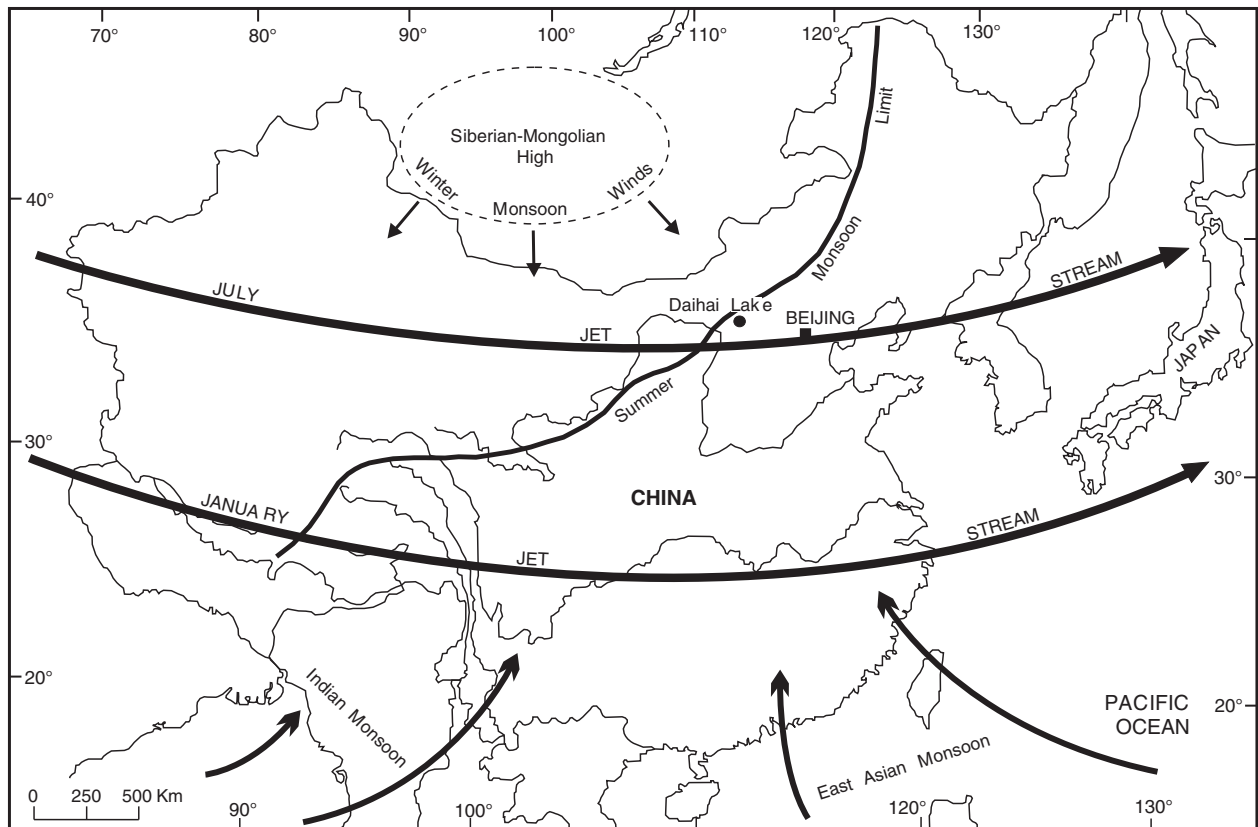 70° 80° 90° 100° 110° 120° 130°
Siberian-Mongolian
High
Winter
Monsoon
Winds
Limit
Monsoon
Summer
40°
JULY
JET
STREAM
Daihai Lake
BEIJING
JAPAN
30°
30°
JANUARY
JET
STREAM
CHINA
20°
20°
Indian Monsoon
East Asian Monsoon
PACIFIC
OCEAN
0 250 500 Km
90° 100° 120° 130°